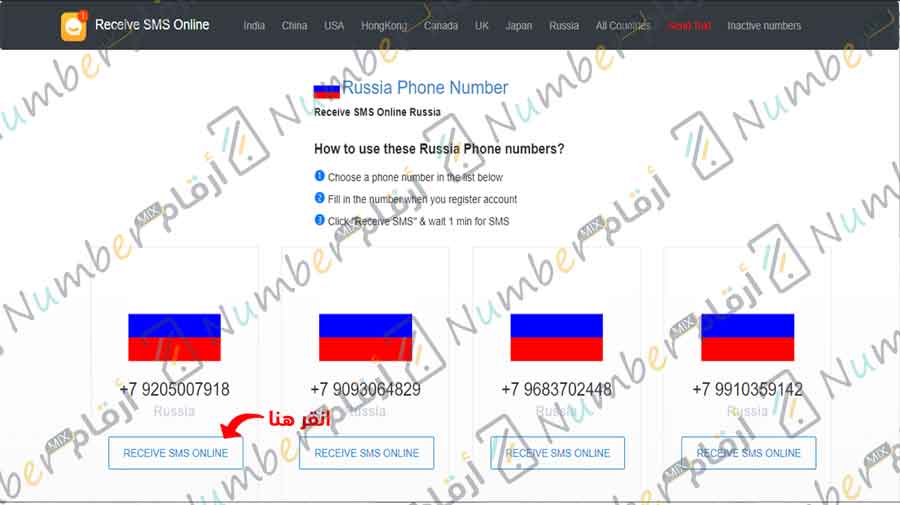 Receive SMS Online India China USA HongKong Canada UK Japan Russia All Countries Send Text Inactive numbers
Russia Phone Number
Receive SMS Online Russia
How to use these Russia Phone numbers?
1 Choose a phone number in the list below
2 Fill in the number when you register account
3 Click "Receive SMS" & wait 1 min for SMS
+7 9205007918 +7 9093064829 +7 9683702448 +7 9910359142
Russia Russia Russia Russia
انقر هنا
RECEIVE SMS ONLINE RECEIVE SMS ONLINE RECEIVE SMS ONLINE RECEIVE SMS ONLINE
Number MIX أرقام